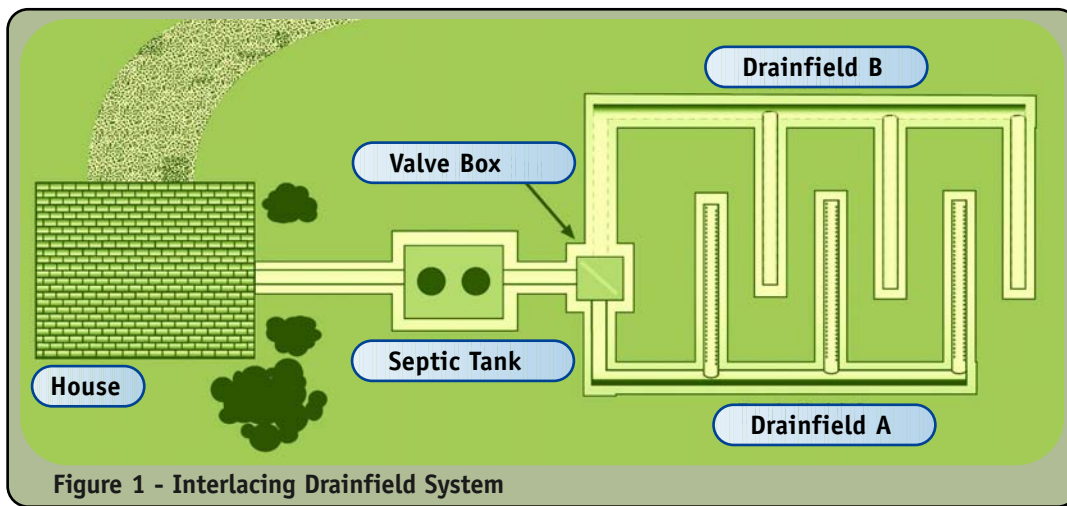 Drainfield B
Valve Box
Septic Tank
House
Drainfield A
Figure 1 - Interlacing Drainfield System